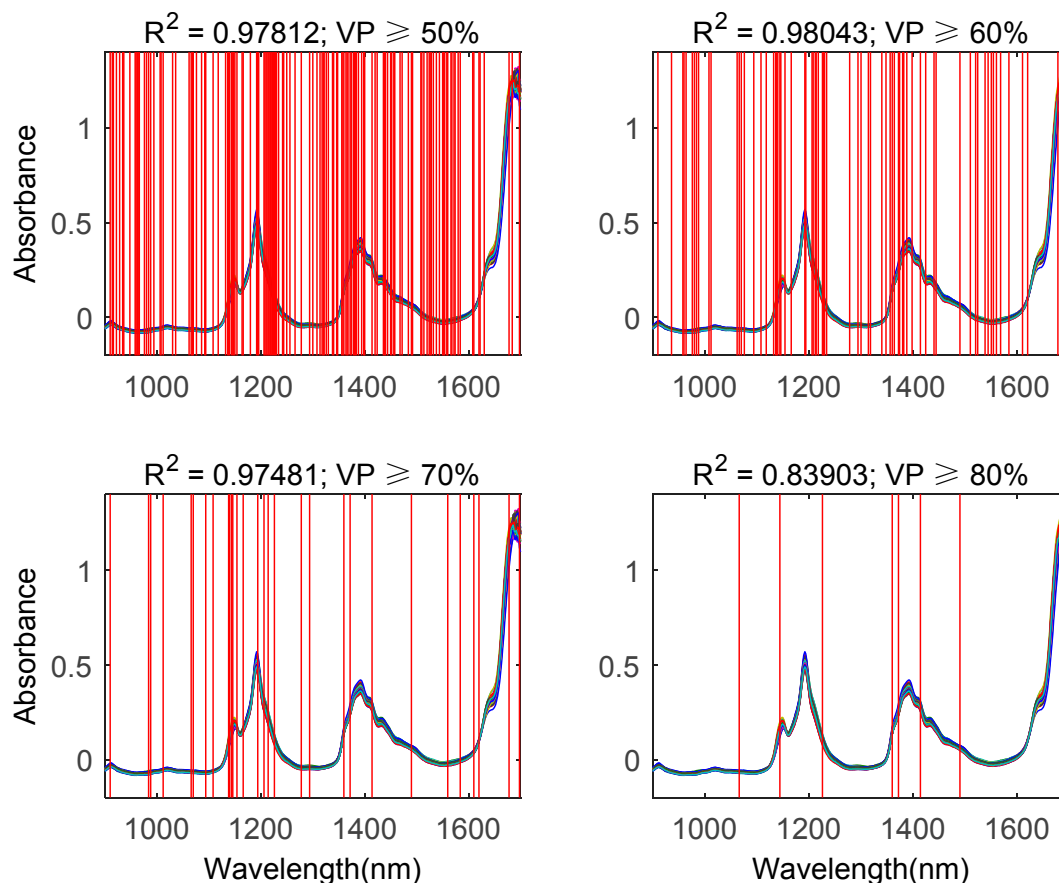 R² = 0.97812; VP ⩾ 50%
R² = 0.98043; VP ⩾ 60%
Absorbance
1
0.5
0
1000 1200 1400 1600
1
0.5
0
1000 1200 1400 1600
R² = 0.97481; VP ⩾ 70%
R² = 0.83903; VP ⩾ 80%
Absorbance
1
0.5
0
1000 1200 1400 1600
Wavelength(nm)
1
0.5
0
1000 1200 1400 1600
Wavelength(nm)